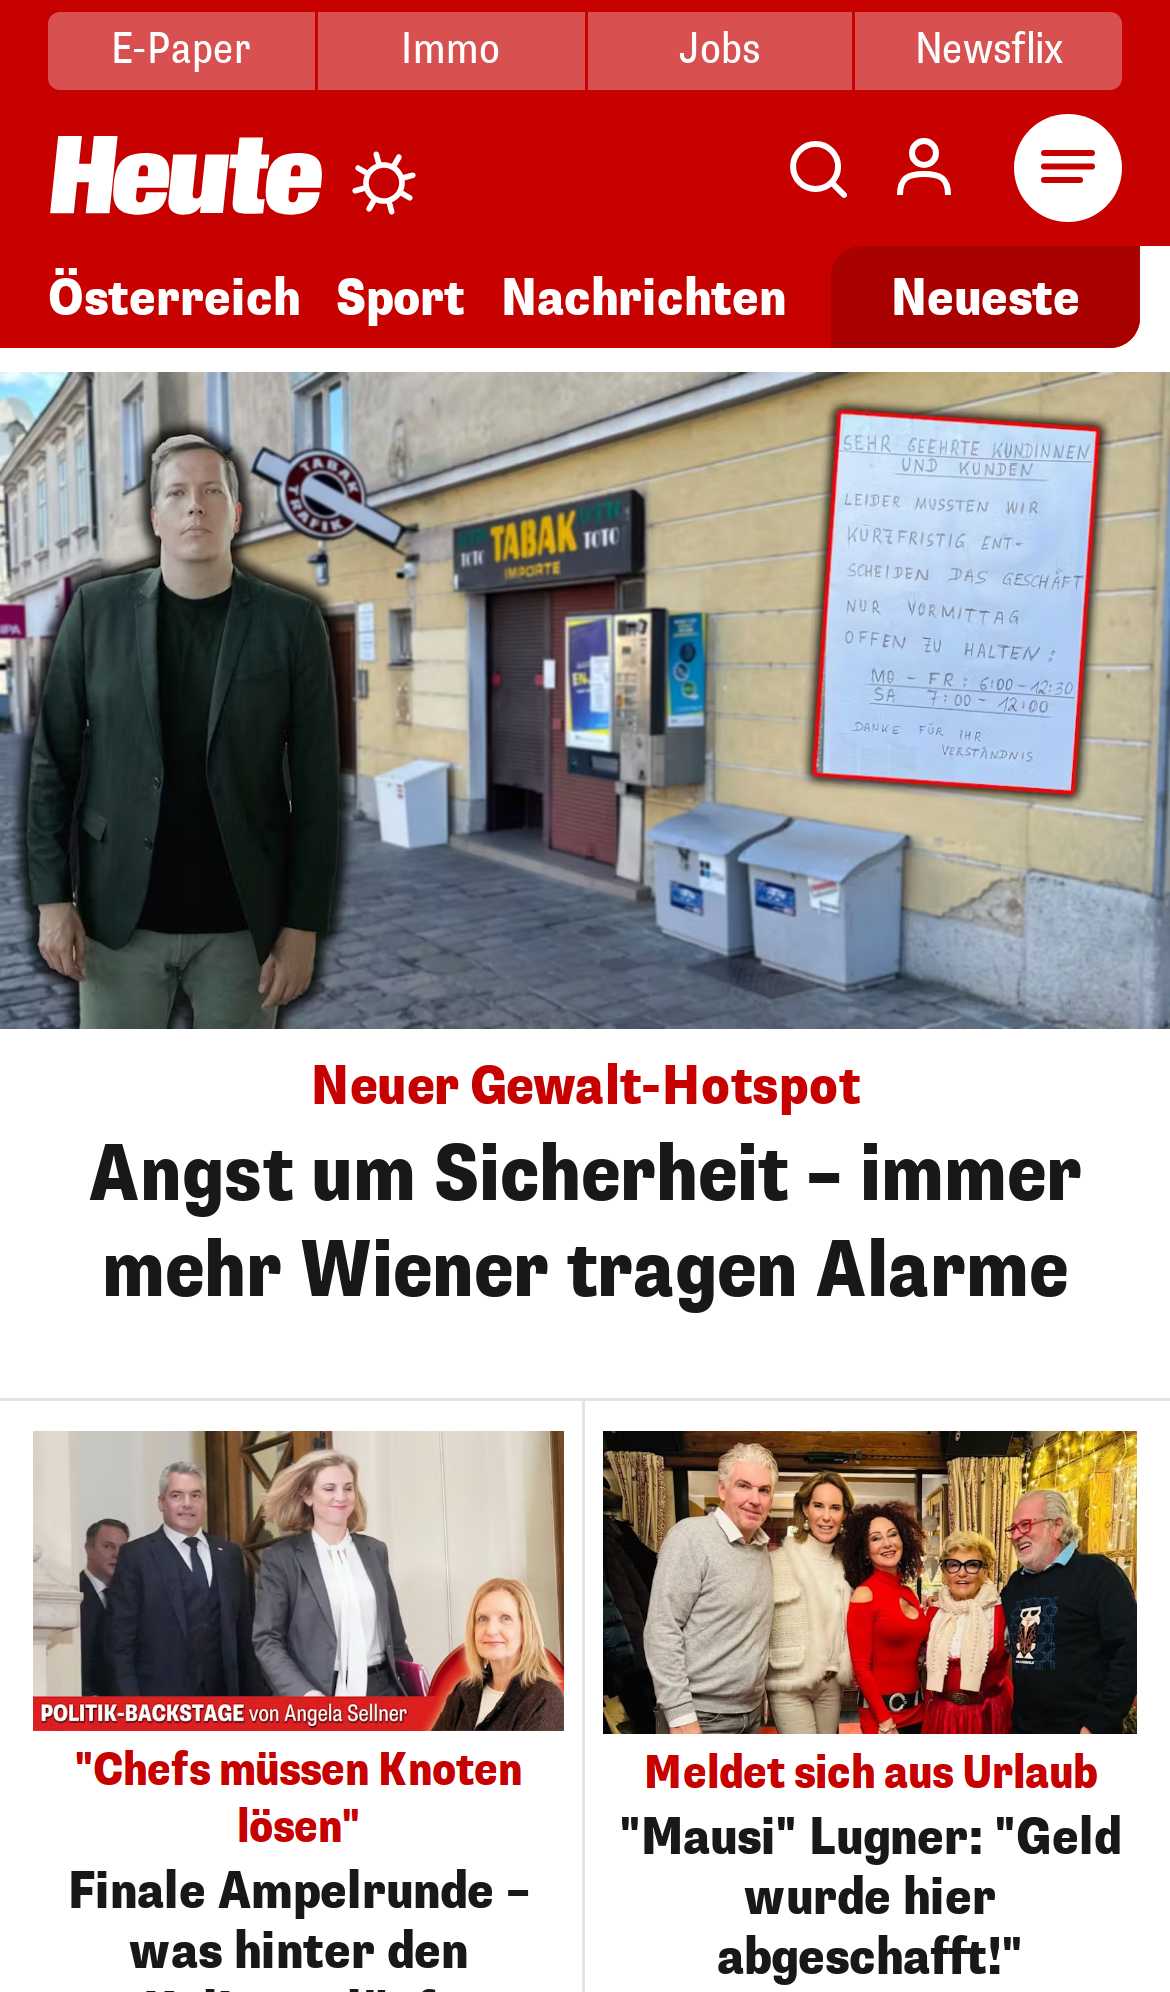 E-Paper
Immo
Jobs
Newsflix
Heute
Österreich
Sport
Nachrichten
Neueste
TABAK
TRAFIK
TOTO TABAK TOTO
IMPORTE
SEHR GEEHRTE KUNDINNEN
UND KUNDEN
LEIDER MUSSTEN WIR
KURZFRISTIG ENT-
SCHEIDEN DAS GESCHÄFT
NUR VORMITTAG
OFFEN ZU HALTEN:
MO - FR: 6:00-12:30
SA 7:00 - 12:00
DANKE FÜR IHR
VERSTÄNDNIS
Neuer Gewalt-Hotspot
Angst um Sicherheit – immer
mehr Wiener tragen Alarme
POLITIK-BACKSTAGE von Angela Sellner
"Chefs müssen Knoten
lösen"
Finale Ampelrunde –
was hinter den
Meldet sich aus Urlaub
"Mausi" Lugner: "Geld
wurde hier
abgeschafft!"